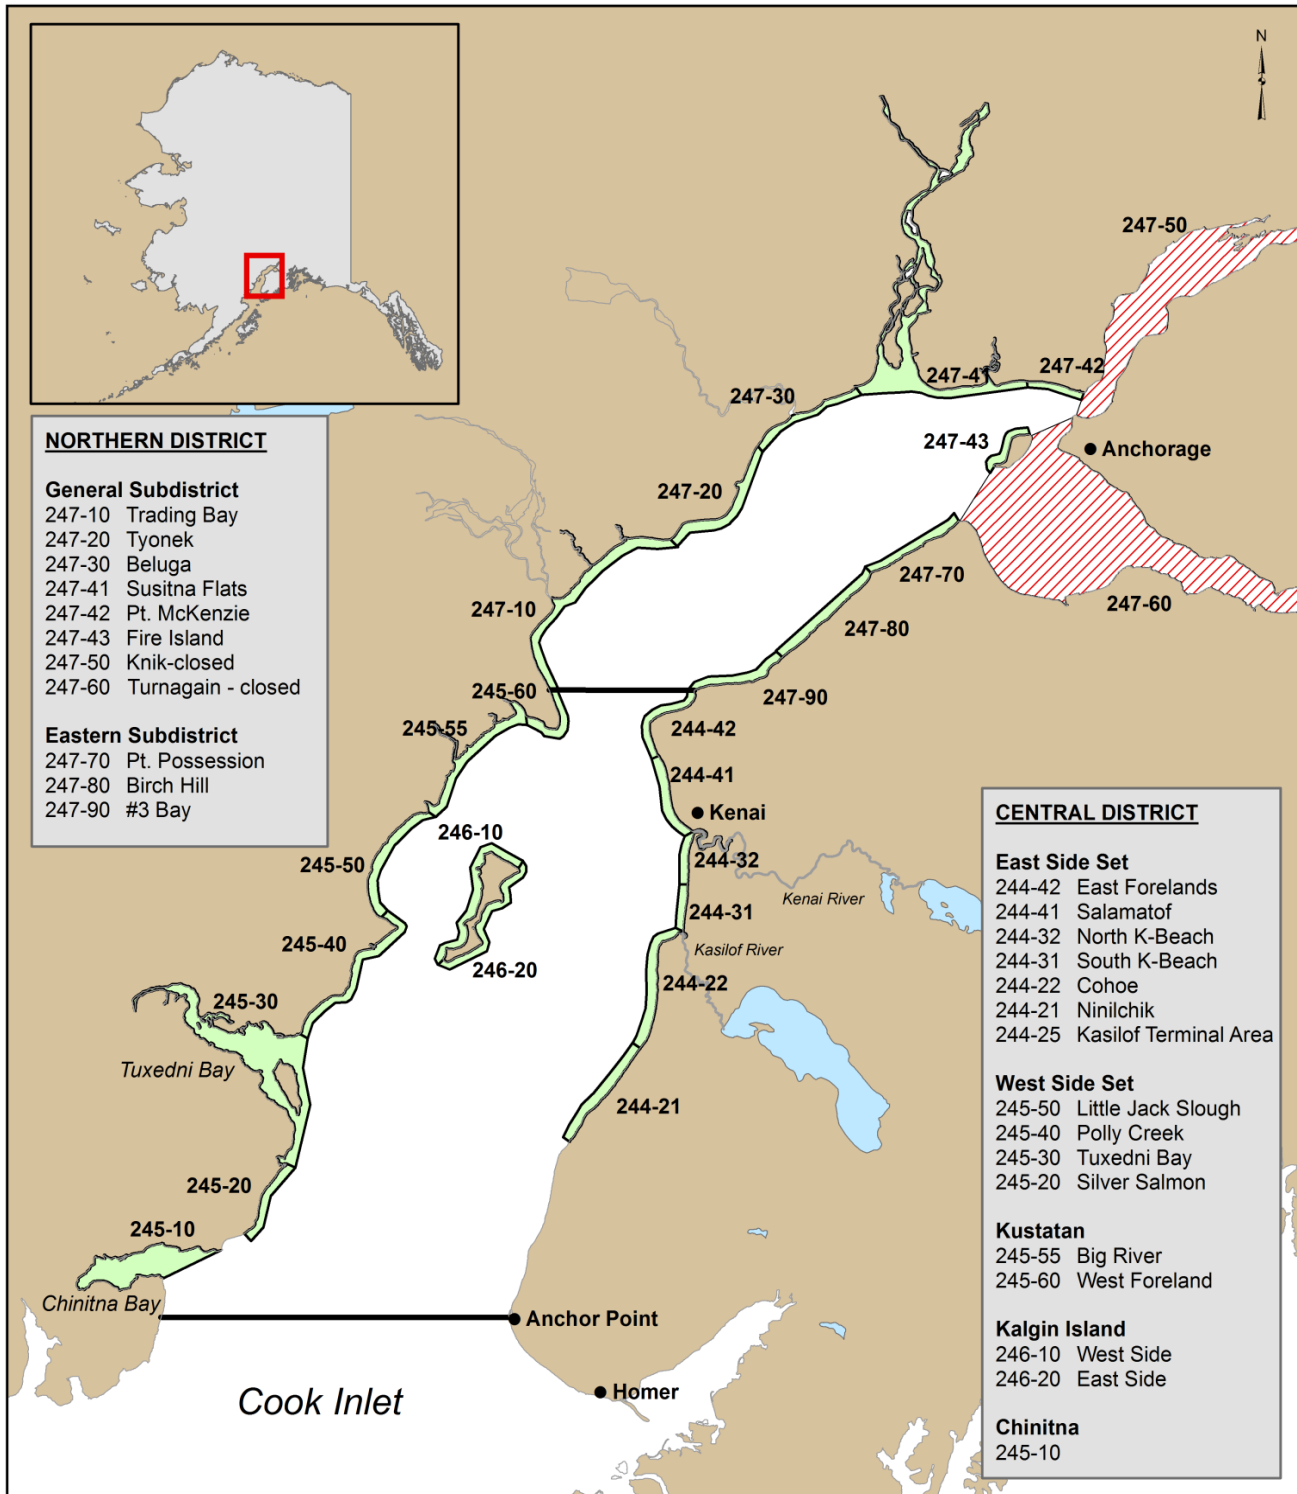 N
NORTHERN DISTRICT
General Subdistrict
247-10 Trading Bay
247-20 Tyonek
247-30 Beluga
247-41 Susitna Flats
247-42 Pt. McKenzie
247-43 Fire Island
247-50 Knik-closed
247-60 Turnagain - closed
Eastern Subdistrict
247-70 Pt. Possession
247-80 Birch Hill
247-90 #3 Bay
247-50
247-42
247-41
247-30
247-43
Anchorage
247-20
247-70
247-60
247-10
247-80
245-60
247-90
245-55
244-42
244-41
Kenai
246-10
244-32
245-50
Kenai River
244-31
245-40
Kasilof River
246-20
244-22
245-30
Tuxedni Bay
244-21
245-20
245-10
Chinitna Bay
Anchor Point
Homer
Cook Inlet
CENTRAL DISTRICT
East Side Set
244-42 East Forelands
244-41 Salamatof
244-32 North K-Beach
244-31 South K-Beach
244-22 Cohoe
244-21 Ninilchik
244-25 Kasilof Terminal Area
West Side Set
245-50 Little Jack Slough
245-40 Polly Creek
245-30 Tuxedni Bay
245-20 Silver Salmon
Kustatan
245-55 Big River
245-60 West Foreland
Kalgin Island
246-10 West Side
246-20 East Side
Chinitna
245-10